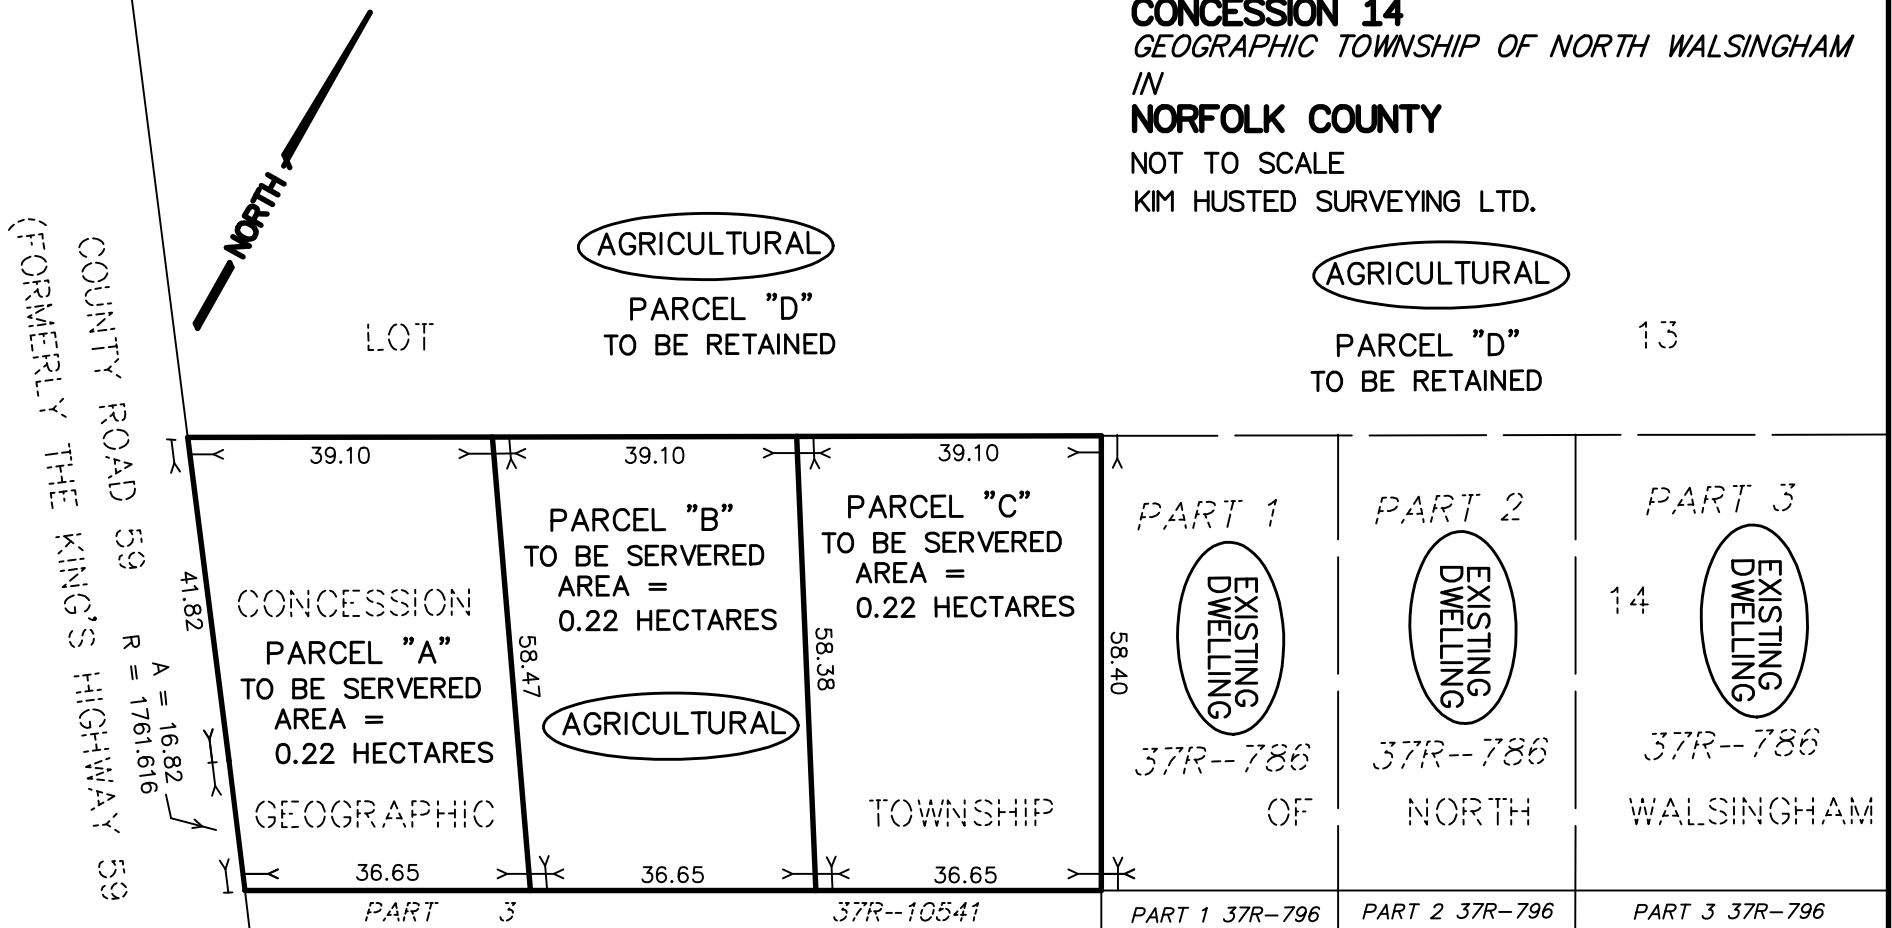 CONCESSION 14
GEOGRAPHIC TOWNSHIP OF NORTH WALSINGHAM
IN
NORFOLK COUNTY
NOT TO SCALE
KIM HUSTED SURVEYING LTD.
NORTH
AGRICULTURAL
PARCEL "D"
TO BE RETAINED
AGRICULTURAL
PARCEL "D"
TO BE RETAINED
LOT
13
COUNTY ROAD 59
(FORMERLY THE KING'S HIGHWAY 59
39.10
39.10
39.10
41.82
A = 16.82
R = 1761.616
CONCESSION
PARCEL "A"
TO BE SERVERED
AREA =
0.22 HECTARES
GEOGRAPHIC
58.47
PARCEL "B"
TO BE SERVERED
AREA =
0.22 HECTARES
AGRICULTURAL
58.38
PARCEL "C"
TO BE SERVERED
AREA =
0.22 HECTARES
TOWNSHIP
58.40
PART 1
EXISTING
DWELLING
37R--786
OF
PART 2
EXISTING
DWELLING
37R--786
NORTH
14
PART 3
EXISTING
DWELLING
37R--786
WALSINGHAM
36.65
36.65
36.65
PART 3
37R--10541
PART 1 37R-796
PART 2 37R-796
PART 3 37R-796